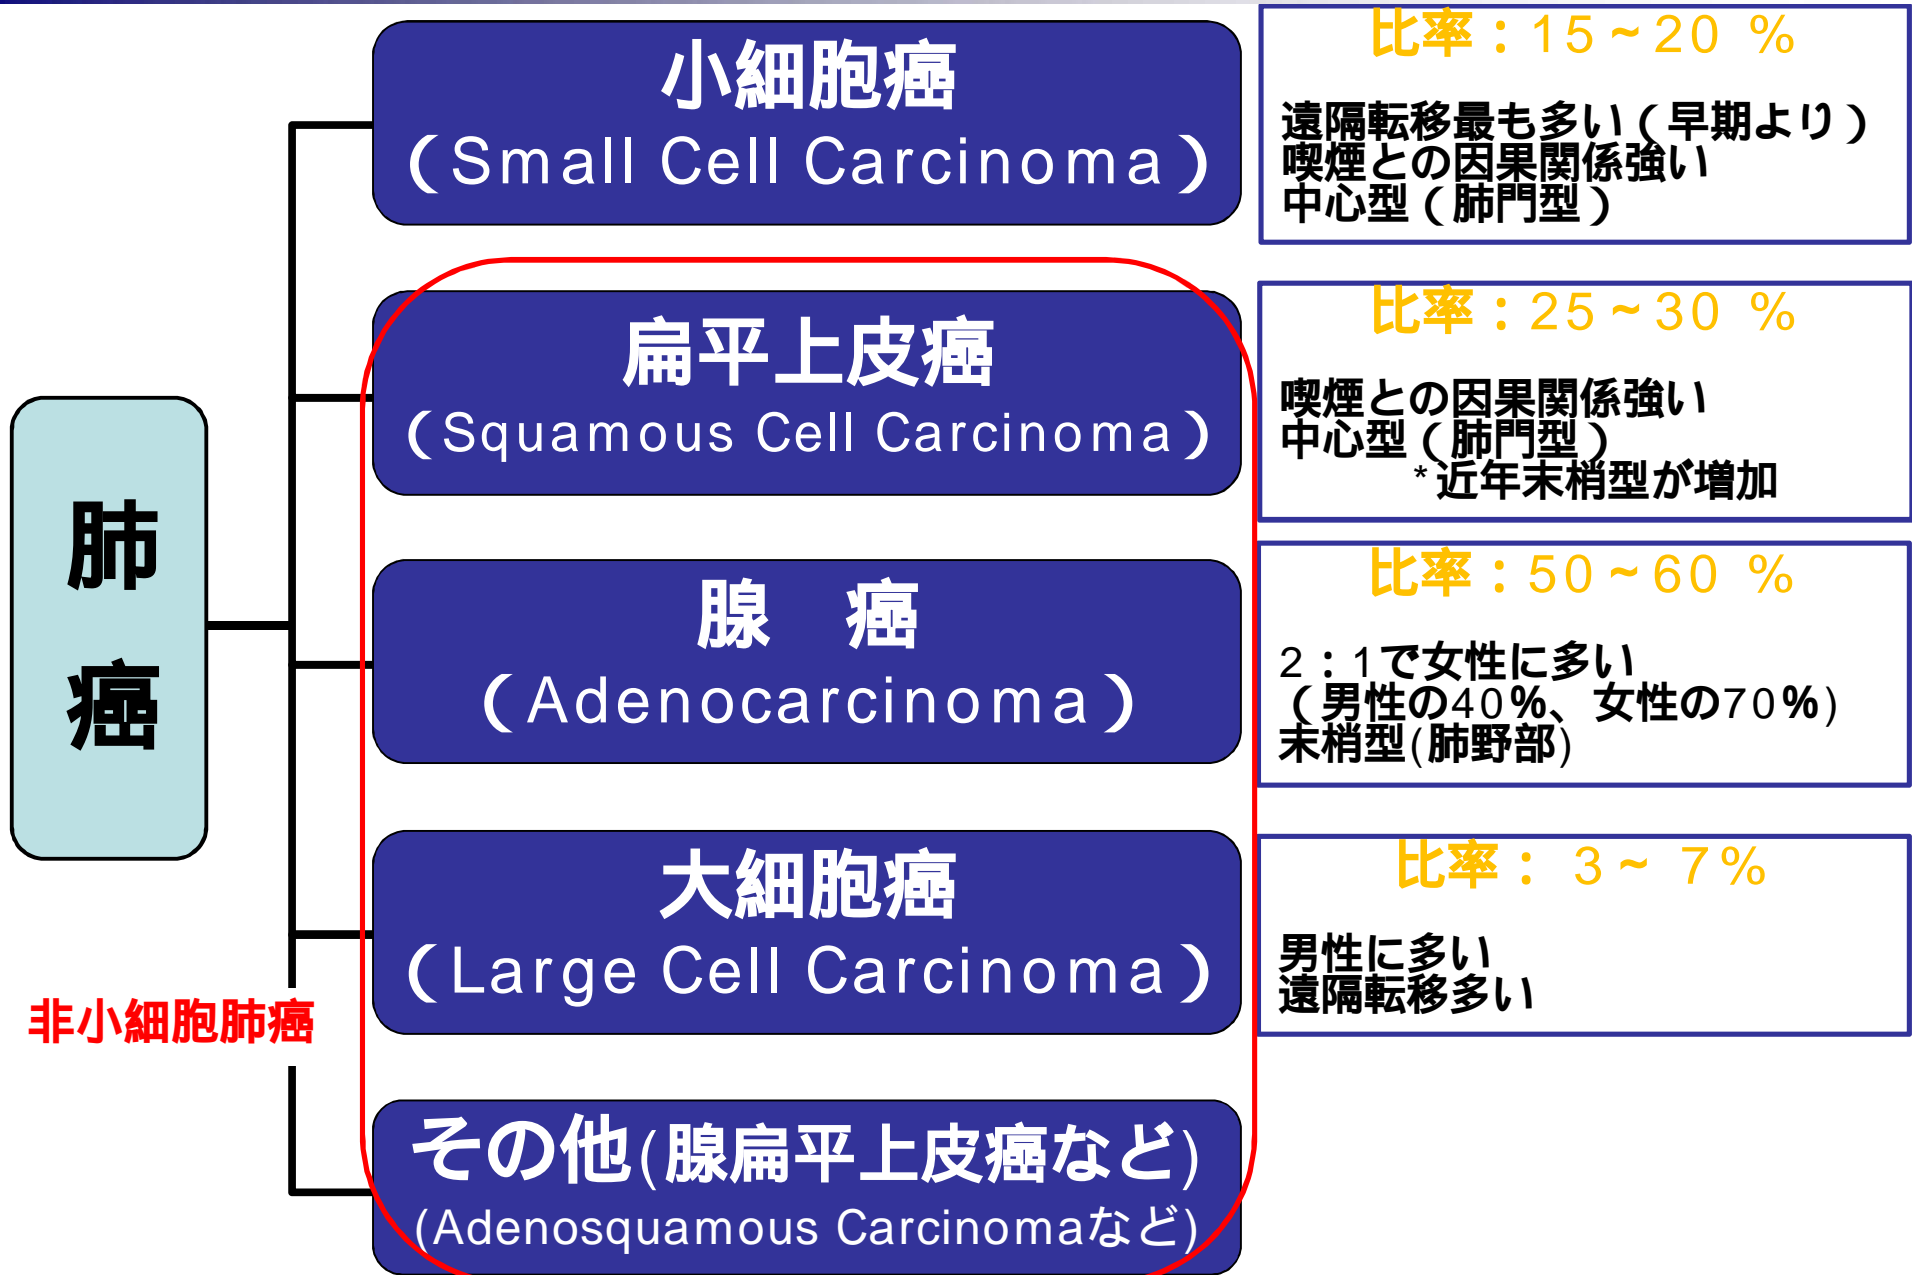 肺
癌
非小細胞肺癌
小細胞癌
（Small Cell Carcinoma）
比率：15～20 %
遠隔転移最も多い（早期より）
喫煙との因果関係強い
中心型（肺門型）
扁平上皮癌
（Squamous Cell Carcinoma）
比率：25～30 %
喫煙との因果関係強い
中心型（肺門型）
*近年末梢型が増加
腺　癌
（Adenocarcinoma）
比率：50～60 %
2：1で女性に多い
（男性の40%、女性の70%)
末梢型(肺野部)
大細胞癌
（Large Cell Carcinoma）
比率： 3～ 7%
男性に多い
遠隔転移多い
その他(腺扁平上皮癌など)
(Adenosquamous Carcinomaなど)